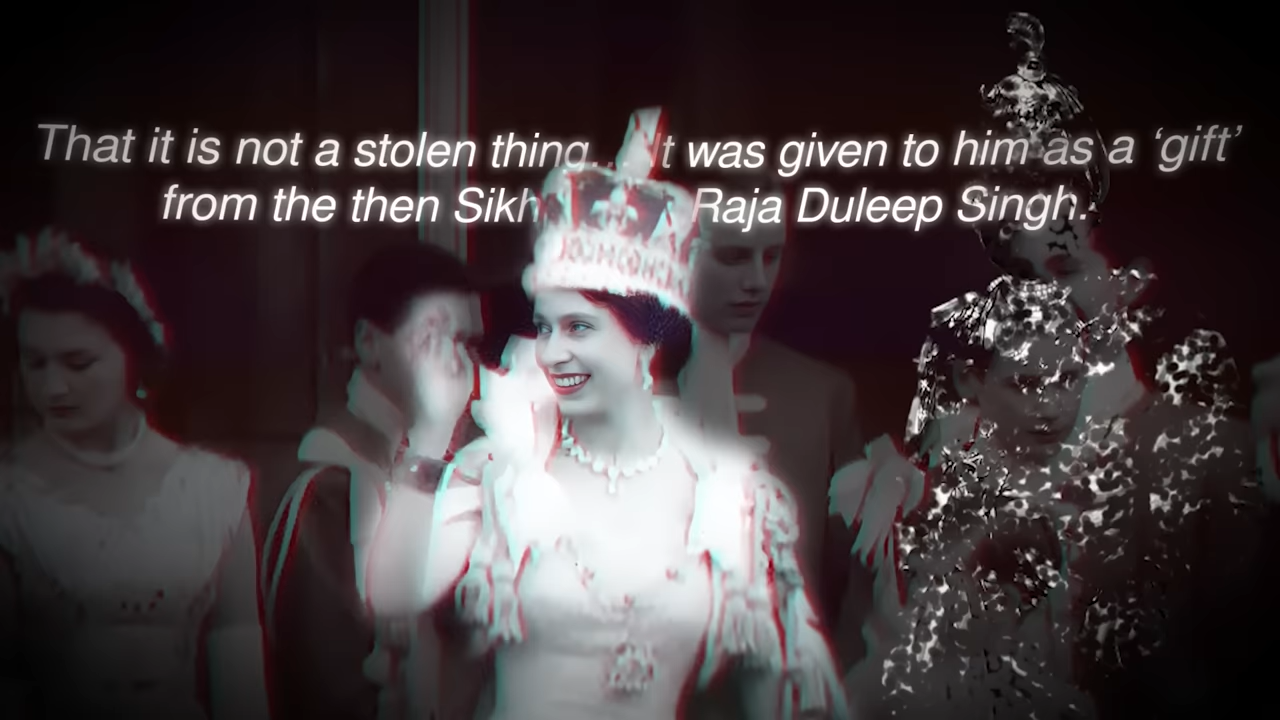 That it is not a stolen thing... It was given to him as a ‘gift’
from the then Sikh Raja Duleep Singh.